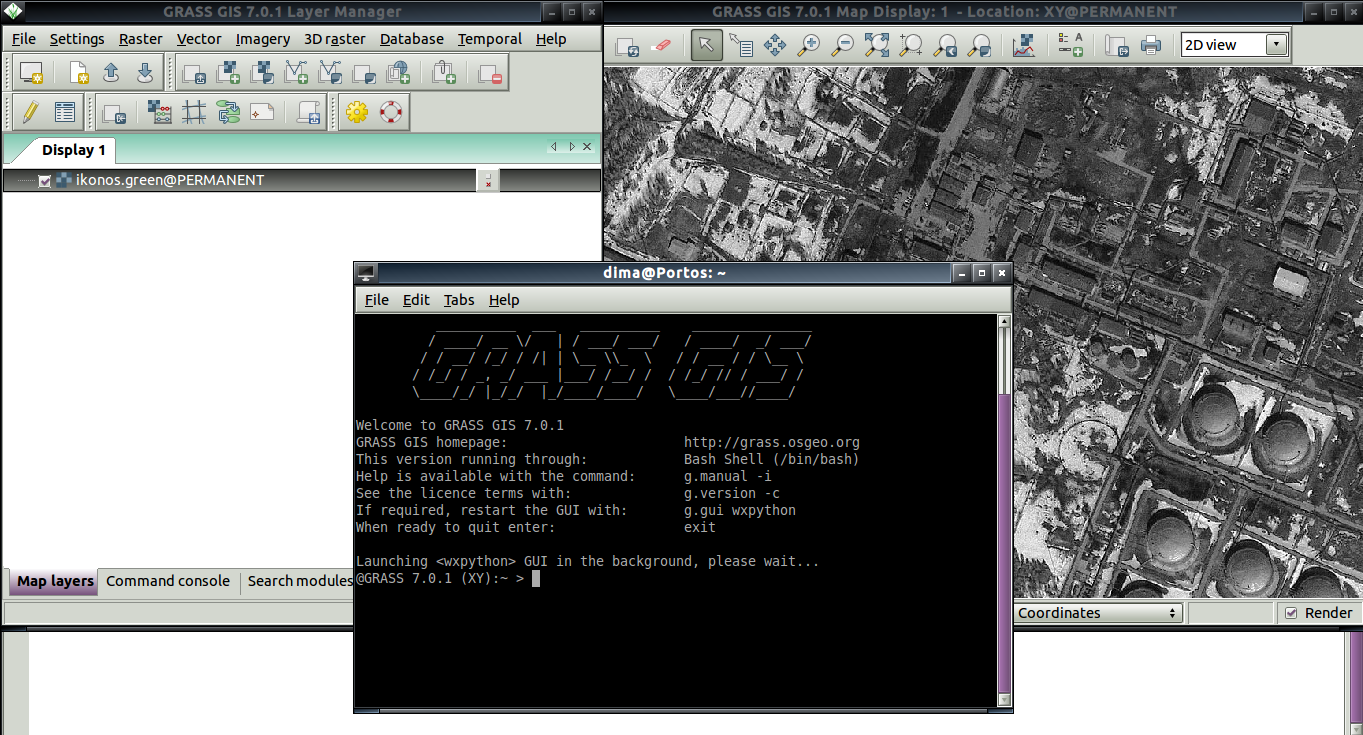 GRASS GIS 7.0.1 Layer Manager
File Settings Raster Vector Imagery 3D raster Database Temporal Help
Display 1
ikonos.green@PERMANENT
Map layers Command console Search modules
GRASS GIS 7.0.1 Map Display: 1 - Location: XY@PERMANENT
2D view
Coordinates
Render
dima@Portos: ~
File Edit Tabs Help
GRASS GIS
Welcome to GRASS GIS 7.0.1
GRASS GIS homepage: http://grass.osgeo.org
This version running through: Bash Shell (/bin/bash)
Help is available with the command: g.manual -i
See the licence terms with: g.version -c
If required, restart the GUI with: g.gui wxpython
When ready to quit enter: exit
Launching <wxpython> GUI in the background, please wait...
@GRASS 7.0.1 (XY):~ >